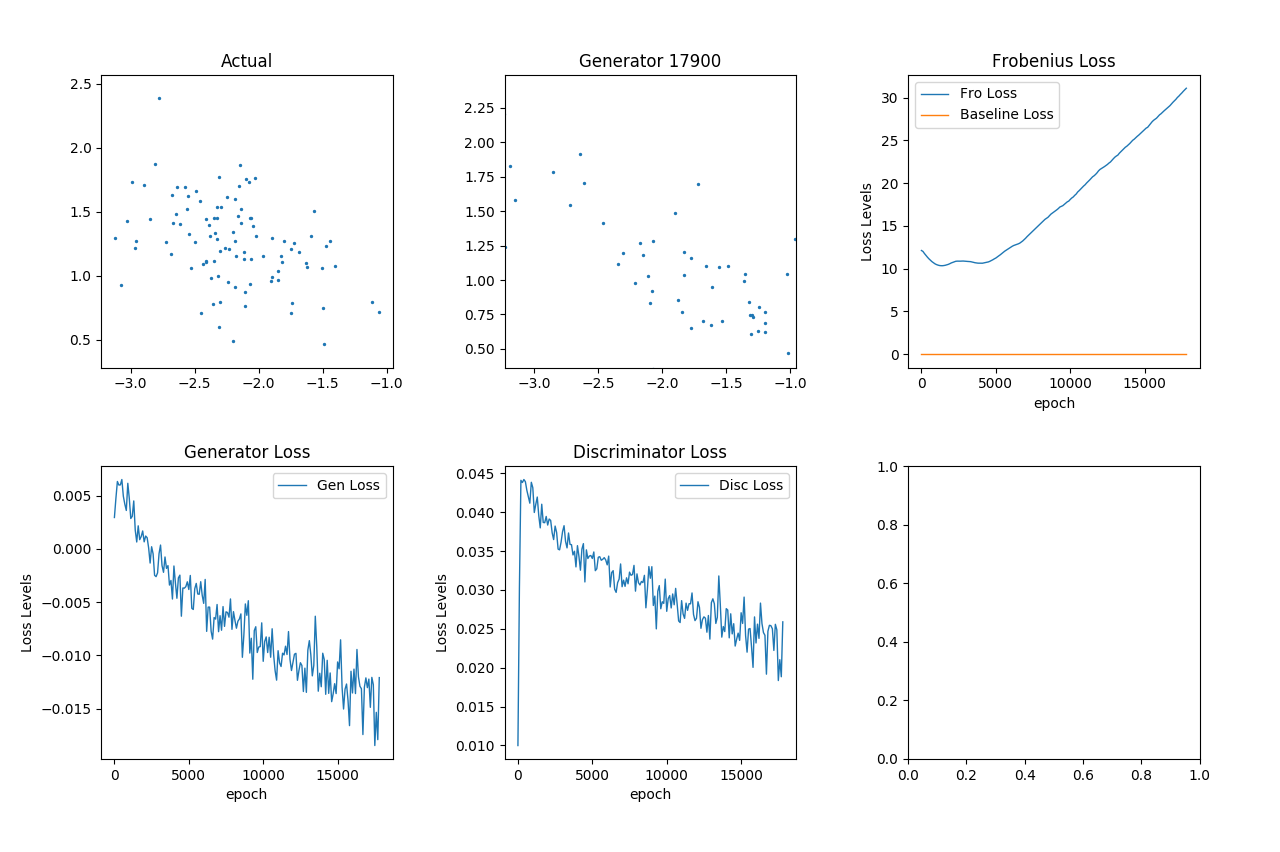 Actual
2.5
2.0
1.5
1.0
0.5
−3.0 −2.5 −2.0 −1.5 −1.0
Generator 17900
2.25
2.00
1.75
1.50
1.25
1.00
0.75
0.50
−3.0 −2.5 −2.0 −1.5 −1.0
Frobenius Loss
Fro Loss
Baseline Loss
Loss Levels
30
25
20
15
10
5
0
0 5000 10000 15000
epoch
Generator Loss
Gen Loss
Loss Levels
0.005
0.000
−0.005
−0.010
−0.015
0 5000 10000 15000
epoch
Discriminator Loss
Disc Loss
Loss Levels
0.045
0.040
0.035
0.030
0.025
0.020
0.015
0.010
0 5000 10000 15000
epoch
1.0
0.8
0.6
0.4
0.2
0.0
0.0 0.2 0.4 0.6 0.8 1.0